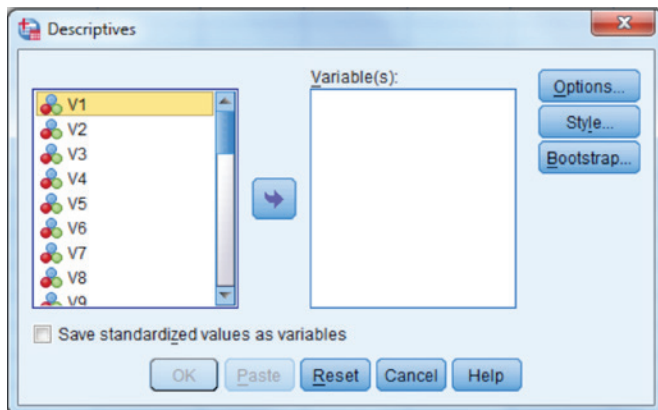 Descriptives
Variable(s):
V1
V2
V3
V4
V5
V6
V7
V8
V9
Options...
Style...
Bootstrap...
Save standardized values as variables
OK Paste Reset Cancel Help